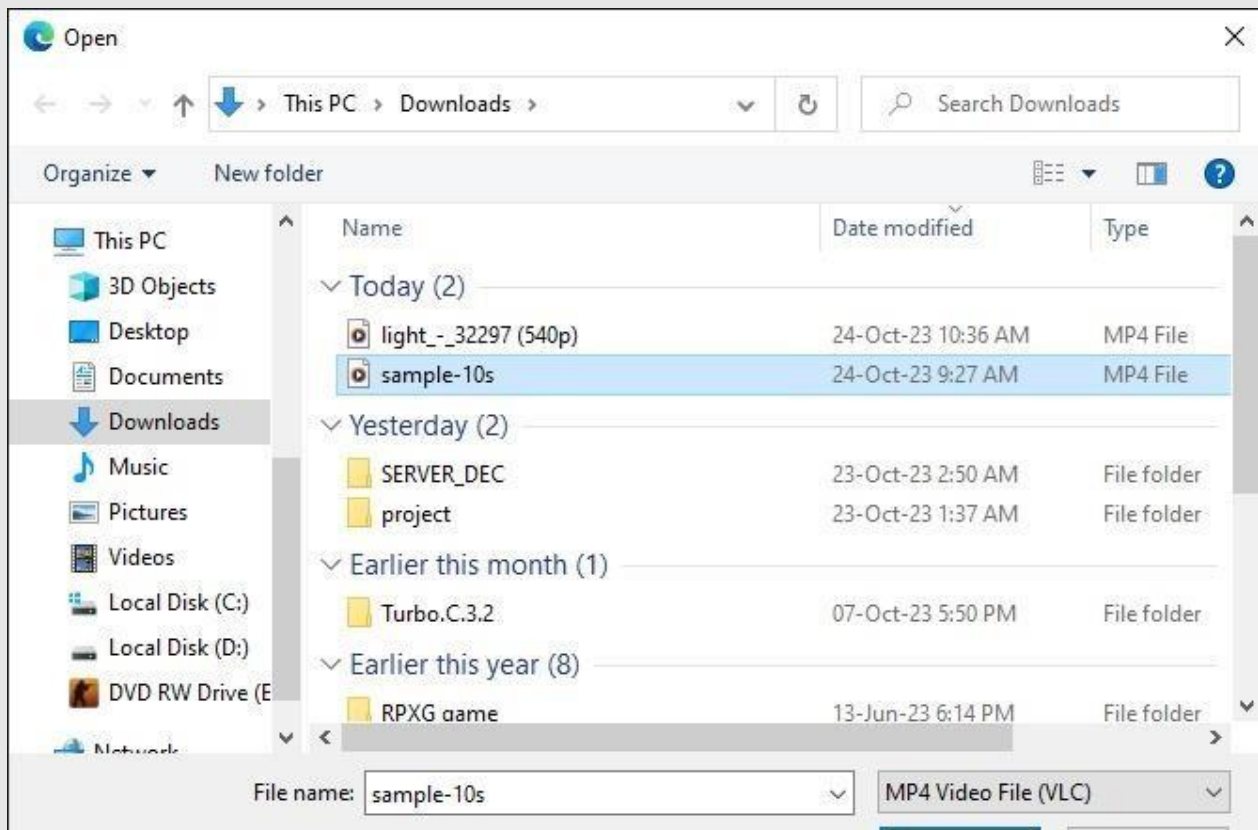 Open
This PC > Downloads >
Search Downloads
Organize
New folder
Name
Date modified
Type
This PC
3D Objects
Desktop
Documents
Downloads
Music
Pictures
Videos
Local Disk (C:)
Local Disk (D:)
DVD RW Drive (E
Network
Today (2)
light_-_32297 (540p) 24-Oct-23 10:36 AM MP4 File
sample-10s 24-Oct-23 9:27 AM MP4 File
Yesterday (2)
SERVER_DEC 23-Oct-23 2:50 AM File folder
project 23-Oct-23 1:37 AM File folder
Earlier this month (1)
Turbo.C.3.2 07-Oct-23 5:50 PM File folder
Earlier this year (8)
RPXG game 13-Jun-23 6:14 PM File folder
File name: sample-10s MP4 Video File (VLC)